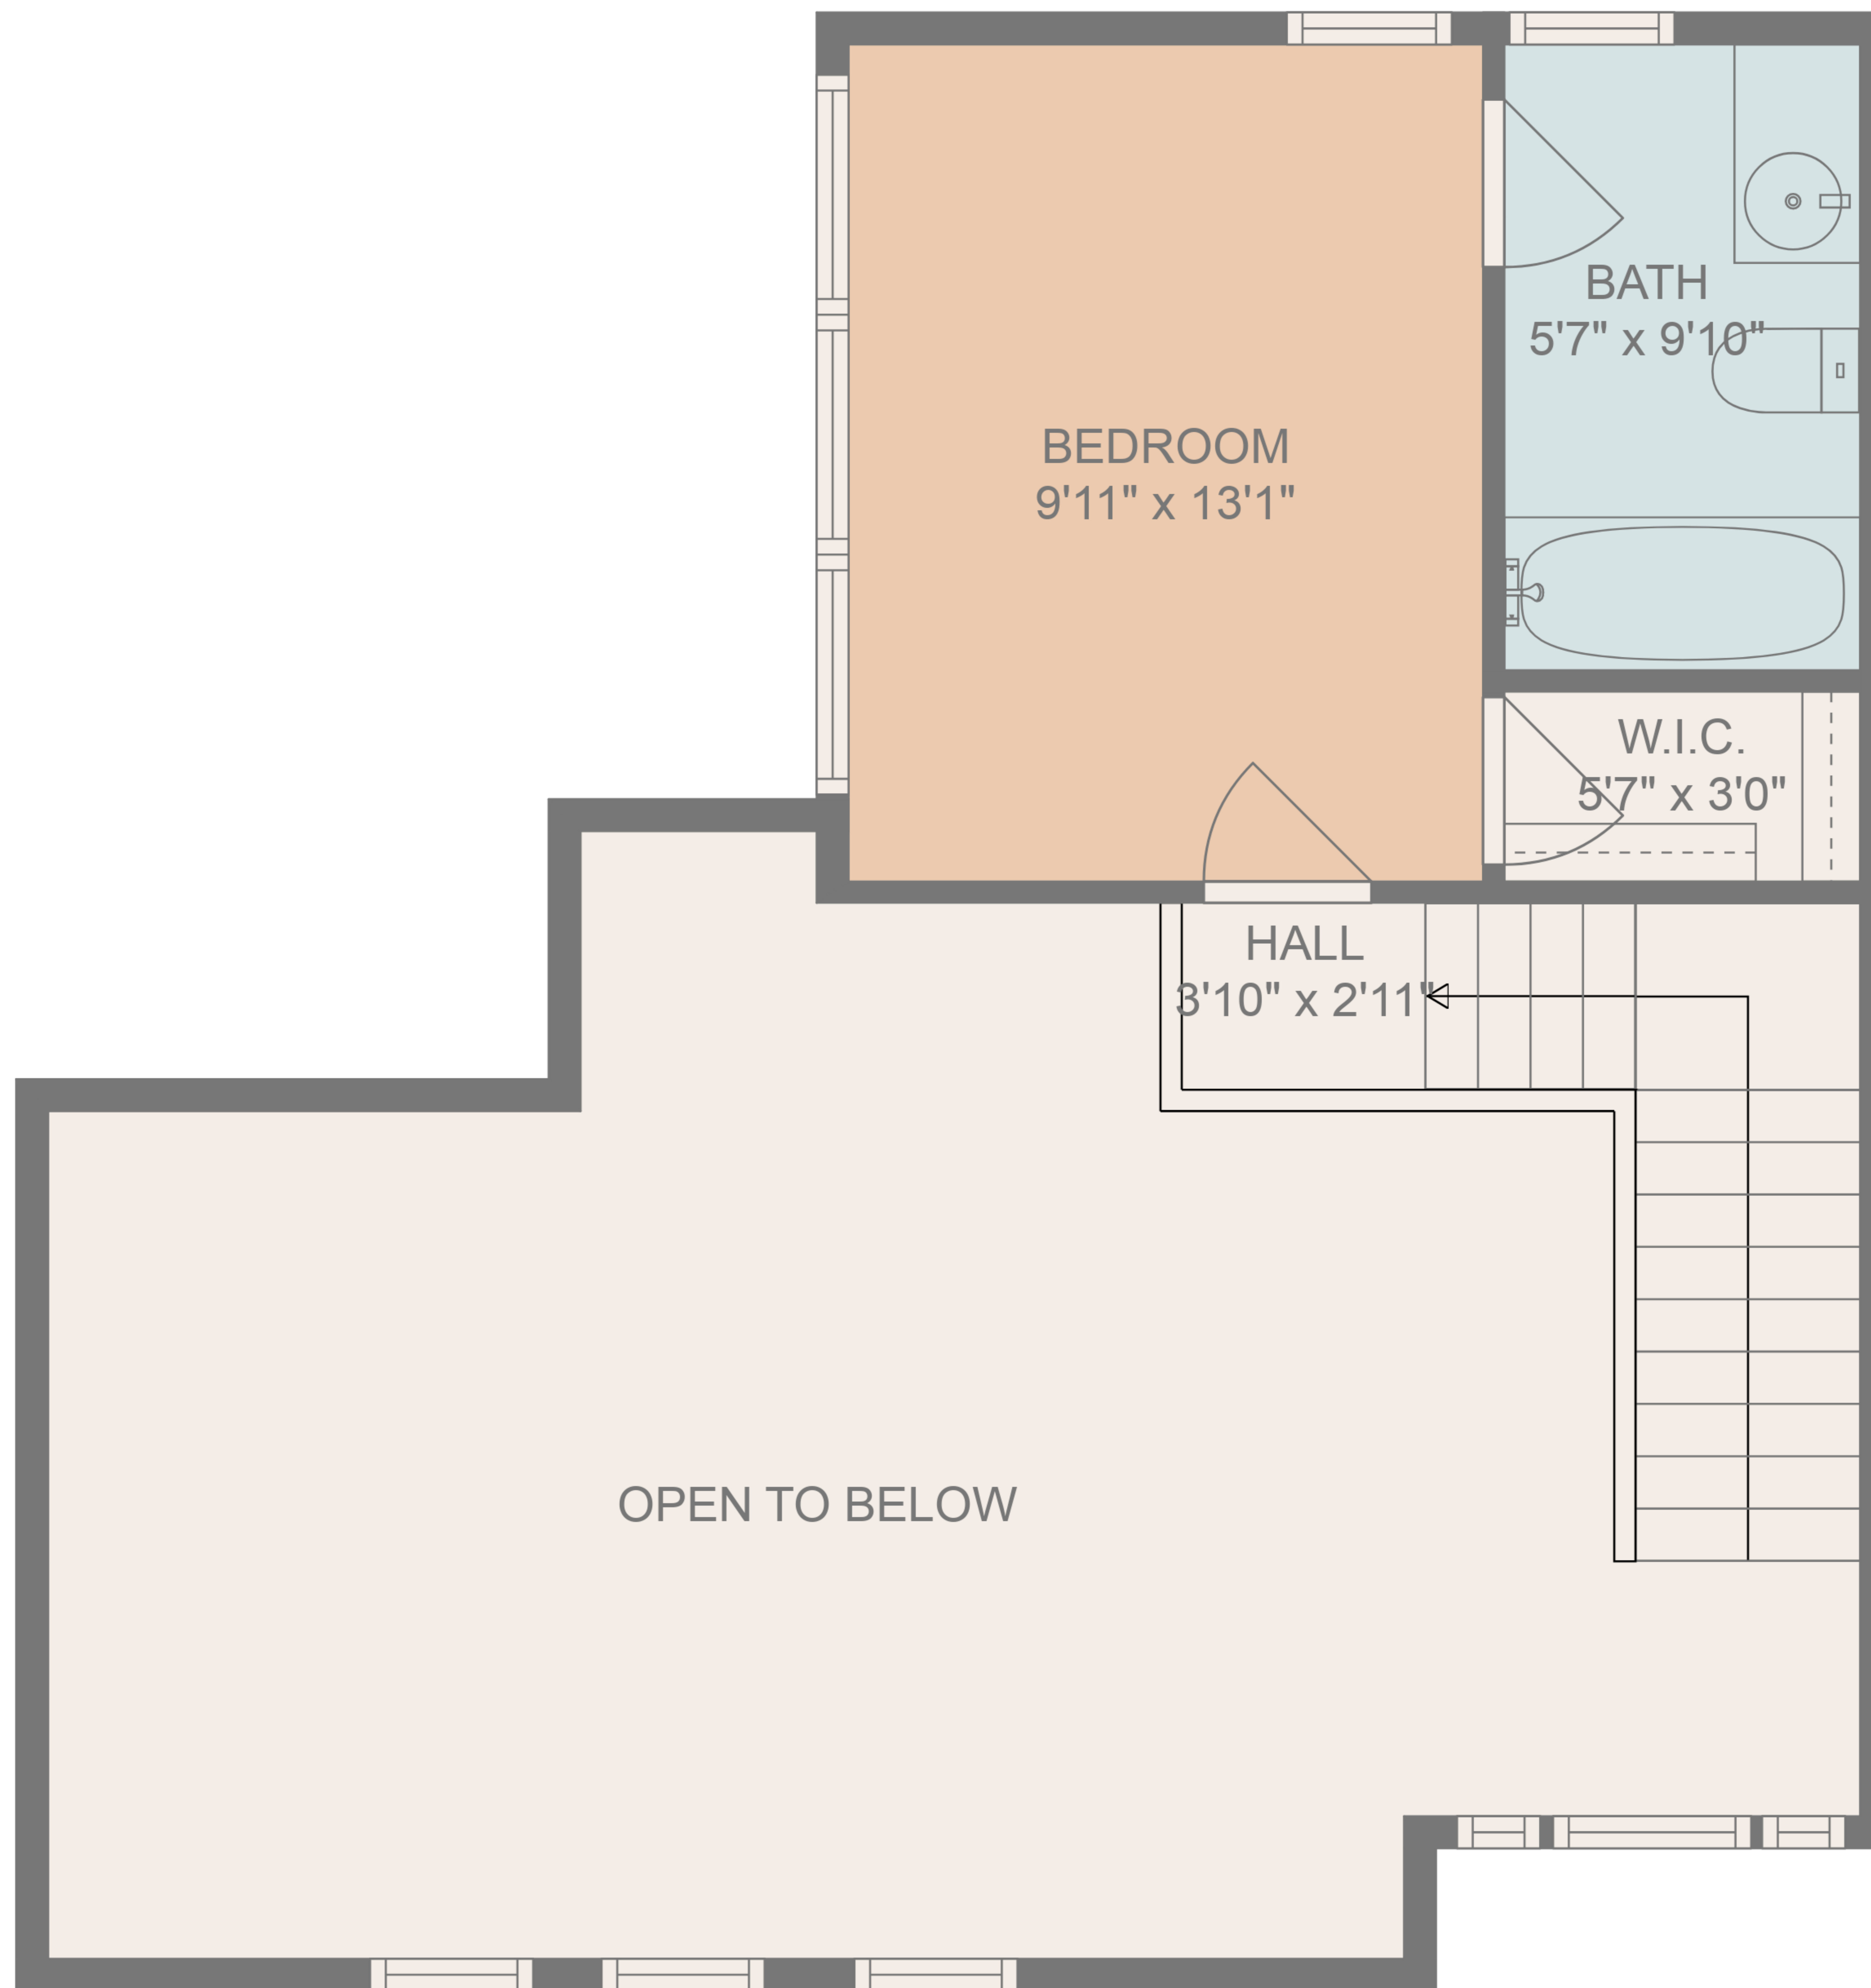 BATH
5'7" x 9'10"
BEDROOM
9'11" x 13'1"
W.I.C.
5'7" x 3'0"
HALL
3'10" x 2'11"
OPEN TO BELOW